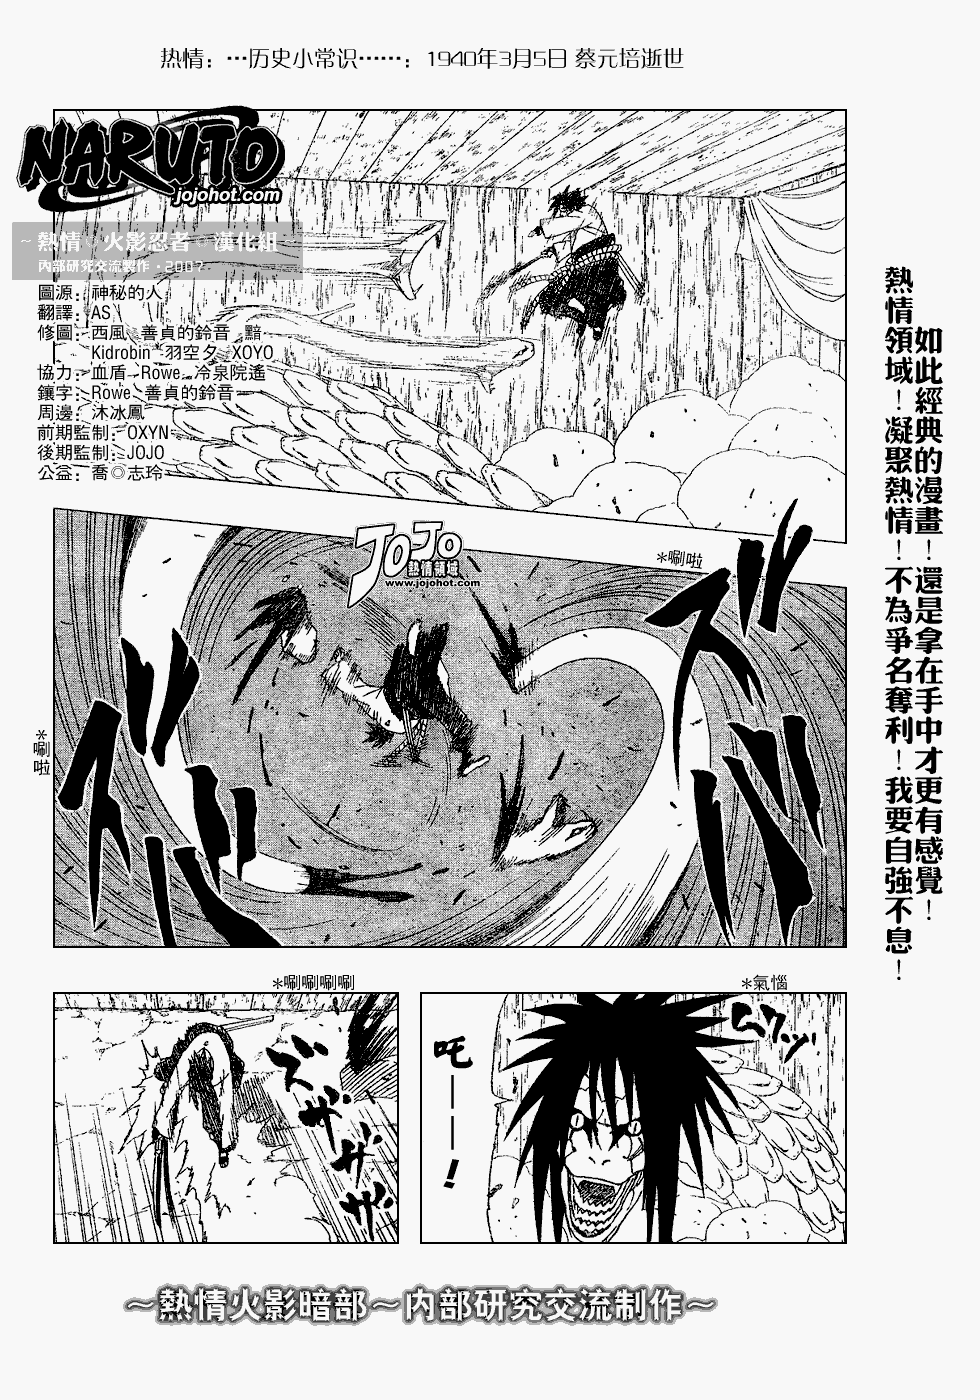 热情：…历史小常识……：1940年3月5日 蔡元培逝世
NARUTO
jojohot.com
~熱情♡火影忍者♡漢化組~
內部研究交流製作·2007
圖源：神秘的人
翻譯：AS
修圖：西風 善貞的鈴音 黯
Kidrobin 羽空夕 XOYO
協力：血盾 Rowe 冷泉院遙
鑲字：Rowe 善貞的鈴音
周邊：沐冰鳳
前期監制：OXYN
後期監制：JOJO
公益：喬◎志玲
如此經典的漫畫！還是拿在手中才更有感覺！
熱情領域！凝聚熱情！不為爭名奪利！我要自強不息！
JOJO
熱情領域
www.jojohot.com
*唰啦
ズズ
*唰啦
ズズ
*氣惱
ムクッ
吒———！
*唰唰唰唰
ズザザザ
~熱情火影暗部~內部研究交流制作~